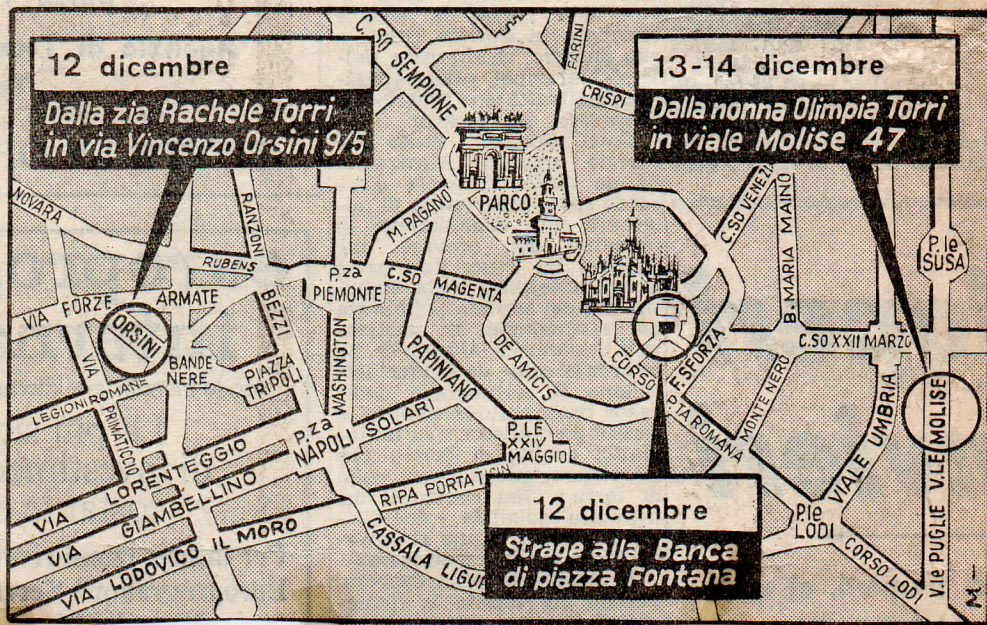 12 dicembre
Dalla zia Rachele Torri
in via Vincenzo Orsini 9/5
13-14 dicembre
Dalla nonna Olimpia Torri
in viale Molise 47
12 dicembre
Strage alla Banca
di piazza Fontana
C.SO SEMPIONE
FARINI
CRISPI
NOVARA
RANZONI
M. PAGANO
PARCO
C.SO VENEZIA
B. MARIA MAINO
P.le
SUSA
RUBENS
P.za
PIEMONTE
C.SO MAGENTA
VIA FORZE ARMATE
ORSINI
BEZZI
WASHINGTON
PAPINIANO
DE AMICIS
CORSO
F. SFORZA
C.SO XXII MARZO
VIA PRIMATICCIO
BANDE
NERE
PIAZZA
TRIPOLI
LEGIONI ROMANE
P.za
NAPOLI
SOLARI
P.LE
XXIV
MAGGIO
P.TA ROMANA
MONTE NERO
VIALE UMBRIA
V.le PUGLIE
V.LE MOLISE
VIA LORENTEGGIO
VIA GIAMBELLINO
VIA LODOVICO IL MORO
RIPA
CASSALA
P.le
LODI
CORSO LODI
M-